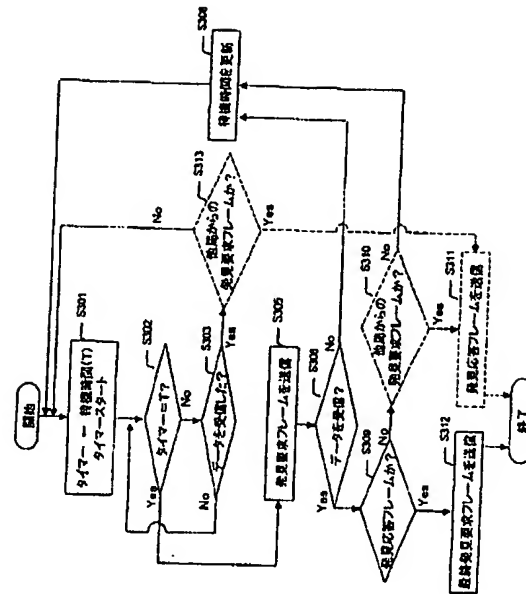 開始
S301
タイマー = 待機時間(T)
タイマースタート
S302
タイマー=T?
Yes
No
S303
データを受信した?
No
Yes
S313
他局からの
発見要求フレームか?
No
Yes
S305
発見要求フレームを送信
S306
データを受信?
Yes
No
S308
待機時間を更新
S309
発見応答フレームか?
No
Yes
S310
他局からの
発見要求フレームか?
No
Yes
S311
発見応答フレームを送信
S312
最終発見要求フレームを送信
終了